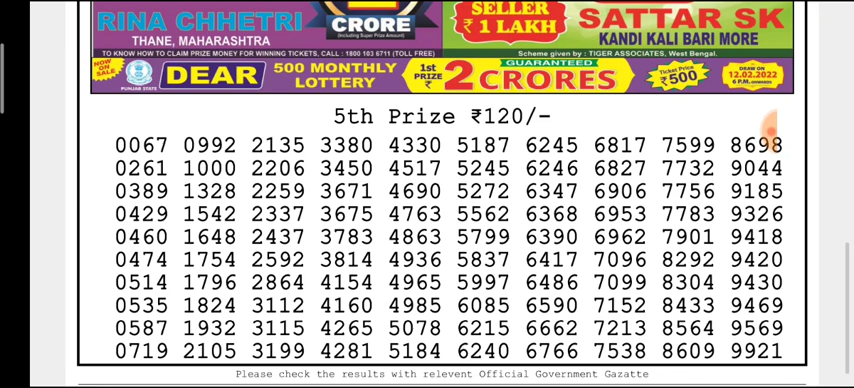 RINA CHHETRI
THANE, MAHARASHTRA
CRORE
(Including Super Prize Amount)
SELLER
₹ 1 LAKH
SATTAR SK
KANDI KALI BARI MORE
TO KNOW HOW TO CLAIM PRIZE MONEY FOR WINNING TICKETS, CALL : 1800 103 6711 (TOLL FREE)
Scheme given by : TIGER ASSOCIATES, West Bengal.
NOW ON SALE
PUNJAB STATE
DEAR
500 MONTHLY
LOTTERY
1st PRIZE ₹
GUARANTEED
2 CRORES
Ticket Price
₹500
DRAW ON
12.02.2022
6 P.M. ONWARDS
5th Prize ₹120/-
0067 0992 2135 3380 4330 5187 6245 6817 7599 8698
0261 1000 2206 3450 4517 5245 6246 6827 7732 9044
0389 1328 2259 3671 4690 5272 6347 6906 7756 9185
0429 1542 2337 3675 4763 5562 6368 6953 7783 9326
0460 1648 2437 3783 4863 5799 6390 6962 7901 9418
0474 1754 2592 3814 4936 5837 6417 7096 8292 9420
0514 1796 2864 4154 4965 5997 6486 7099 8304 9430
0535 1824 3112 4160 4985 6085 6590 7152 8433 9469
0587 1932 3115 4265 5078 6215 6662 7213 8564 9569
0719 2105 3199 4281 5184 6240 6766 7538 8609 9921
Please check the results with relevent Official Government Gazatte